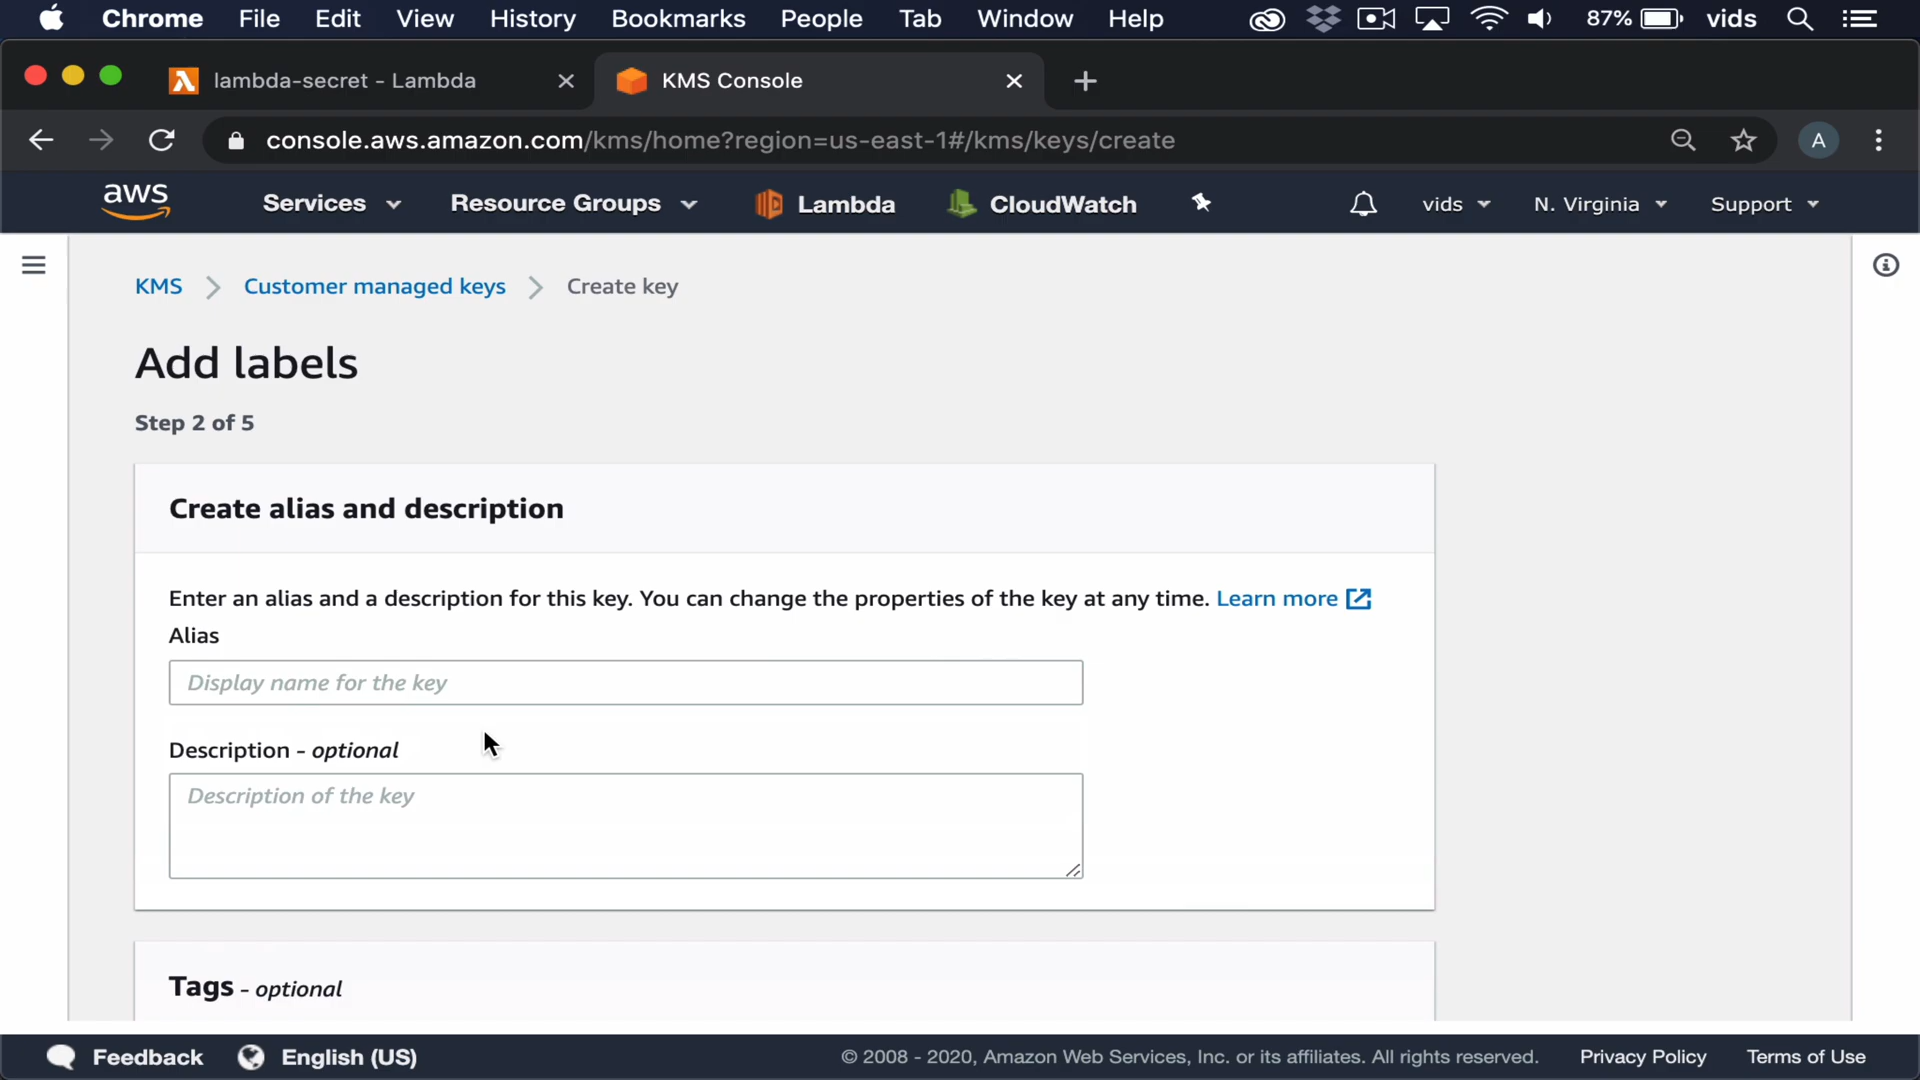 Chrome File Edit View History Bookmarks People Tab Window Help 87% vids
lambda-secret - Lambda KMS Console
console.aws.amazon.com/kms/home?region=us-east-1#/kms/keys/create A
aws Services Resource Groups Lambda CloudWatch vids N. Virginia Support
KMS Customer managed keys Create key
Add labels
Step 2 of 5
Create alias and description
Enter an alias and a description for this key. You can change the properties of the key at any time. Learn more
Alias
Display name for the key
Description - optional
Description of the key
Tags - optional
Feedback English (US) © 2008 - 2020, Amazon Web Services, Inc. or its affiliates. All rights reserved. Privacy Policy Terms of Use